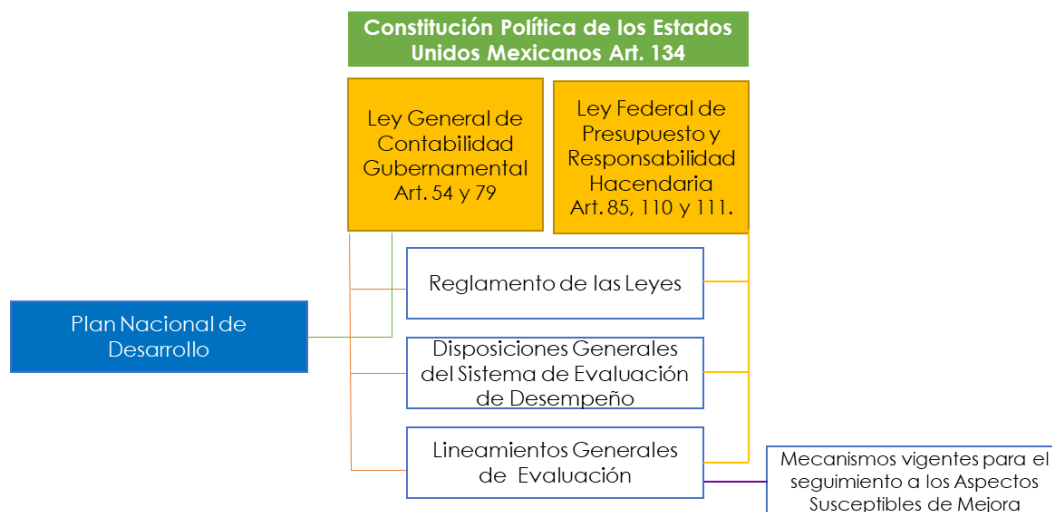 Constitución Política de los Estados
Unidos Mexicanos Art. 134
Ley General de
Contabilidad
Gubernamental
Art. 54 y 79
Ley Federal de
Presupuesto y
Responsabilidad
Hacendaria
Art. 85, 110 y 111.
Reglamento de las Leyes
Plan Nacional de
Desarrollo
Disposiciones Generales
del Sistema de Evaluación
de Desempeño
Lineamientos Generales
de Evaluación
Mecanismos vigentes para el
seguimiento a los Aspectos
Susceptibles de Mejora